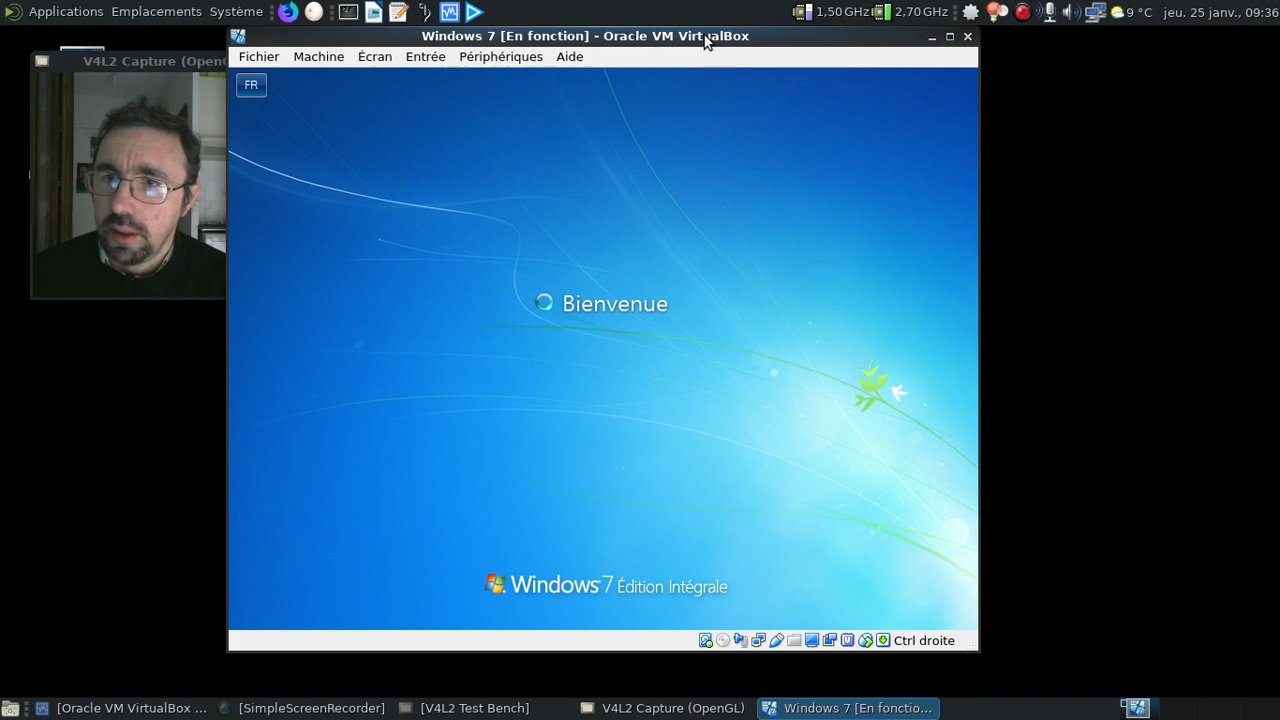 Applications Emplacements Système 1,50 GHz 2,70 GHz 9 °C jeu. 25 janv., 09:36
Windows 7 [En fonction] - Oracle VM VirtualBox
V4L2 Capture (Open
Fichier Machine Écran Entrée Périphériques Aide
FR
Bienvenue
Windows 7 Édition Intégrale
Ctrl droite
[Oracle VM VirtualBox ... [SimpleScreenRecorder] [V4L2 Test Bench] V4L2 Capture (OpenGL) Windows 7 [En fonctio...